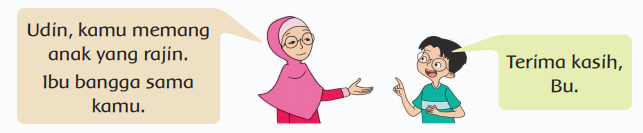 Udin, kamu memang
anak yang rajin.
Ibu bangga sama
kamu.
Terima kasih,
Bu.